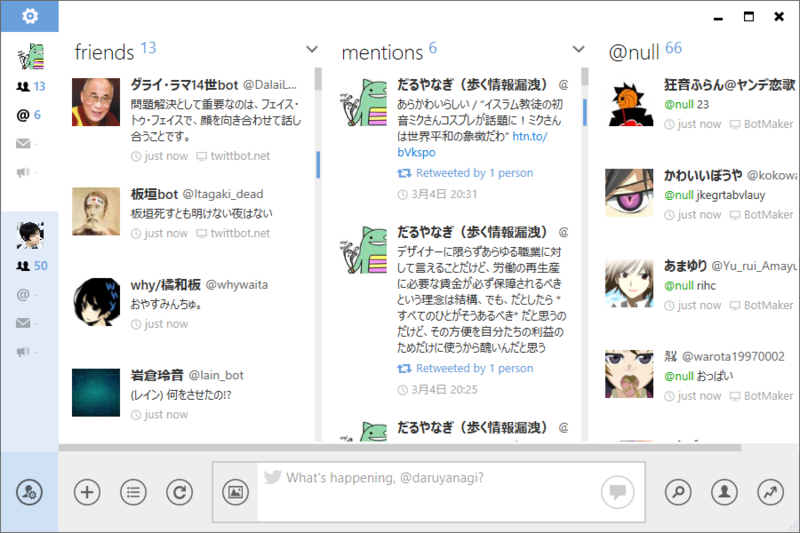 friends 13
mentions 6
@null 66
13
@ 6
-
-
50
@ -
-
-
ダライ・ラマ14世bot @DalaiL...
問題解決として重要なのは、フェイス・
トゥ・フェイスで、顔を向き合わせて話し
合うことです。
just now twittbot.net
板垣bot @Itagaki_dead
板垣死すとも明けない夜はない
just now twittbot.net
why/橘和板 @whywaita
おやすみんちゅ。
just now
岩倉玲音 @lain_bot
(レイン) 何をさせたの!?
just now
だるやなぎ（歩く情報漏洩） @
あらかわいらしい / "イスラム教徒の初
音ミクさんコスプレが話題に！ミクさん
は世界平和の象徴だわ" htn.to/
bVkspo
Retweeted by 1 person
3月4日 20:31
だるやなぎ（歩く情報漏洩） @
デザイナーに限らずあらゆる職業に対
して言えることだけど、労働の再生産
に必要な賃金が必ず保障されるべき
という理念は結構、でも、だとしたら *
すべてのひとがそうあるべき* だと思うの
だけど、その方便を自分たちの利益の
ためだけに使うから醜いんだと思う
Retweeted by 1 person
3月4日 20:25
だるやなぎ（歩く情報漏洩） @
狂音ふらん@ヤンデ恋歌
@null 23
just now BotMaker
かわいいぼうや @kokowa
@null jkegrtabvlauy
just now BotMaker
あまゆり @Yu_rui_Amayu
@null rihc
just now BotMaker
@warota19970002
@null おっぱい
just now BotMaker
What's happening, @daruyanagi?